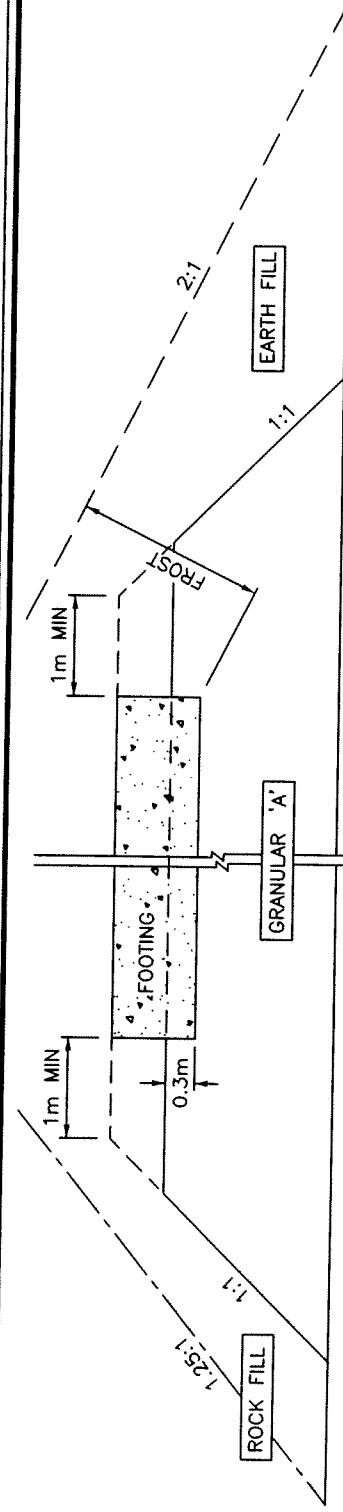 1m MIN
1m MIN
2:1
FROST
FOOTING
0.3m
1:1
EARTH FILL
1.25:1
1:1
ROCK FILL
GRANULAR 'A'